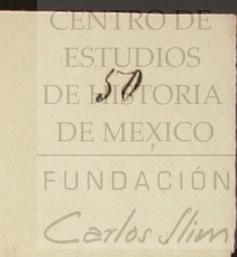 CENTRO DE
ESTUDIOS
50
DE HISTORIA
DE MEXICO
FUNDACIÓN
Carlos Slim